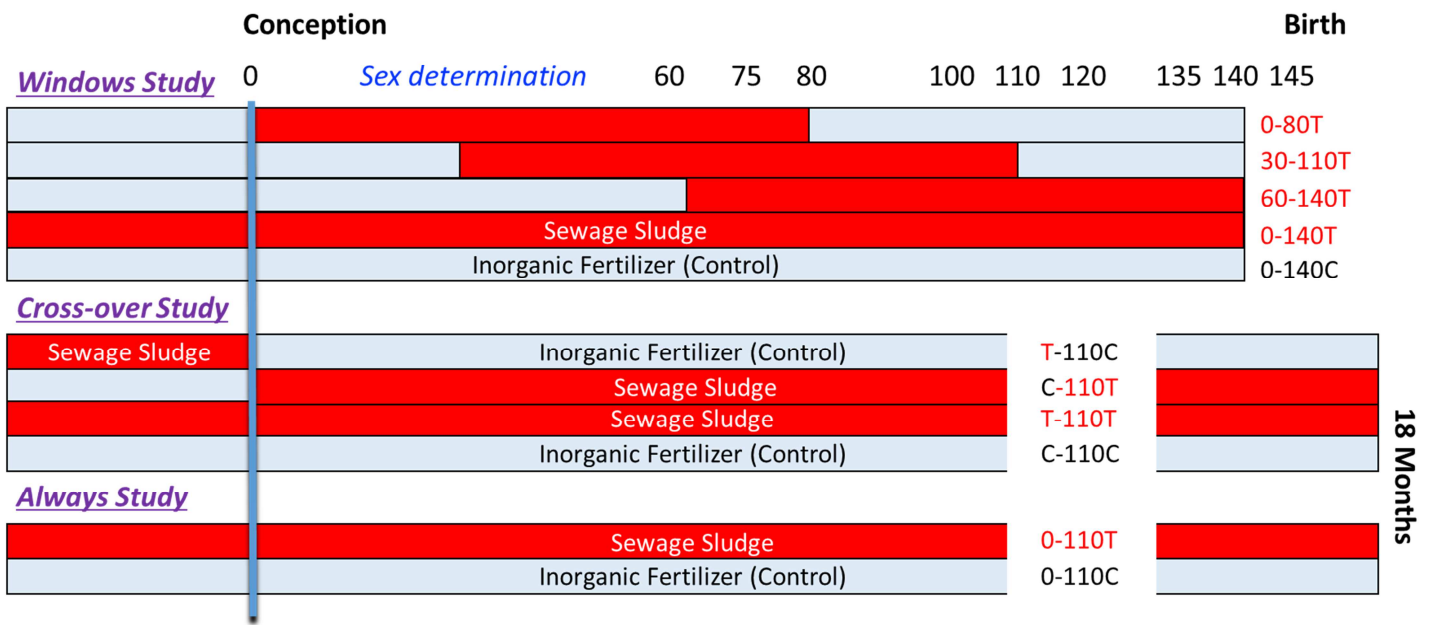 Conception Birth
Windows Study 0 Sex determination 60 75 80 100 110 120 135 140 145
0-80T
30-110T
60-140T
Sewage Sludge 0-140T
Inorganic Fertilizer (Control) 0-140C
Cross-over Study
Sewage Sludge Inorganic Fertilizer (Control) T-110C
Sewage Sludge C-110T
Sewage Sludge T-110T
Inorganic Fertilizer (Control) C-110C
18 Months
Always Study
Sewage Sludge 0-110T
Inorganic Fertilizer (Control) 0-110C